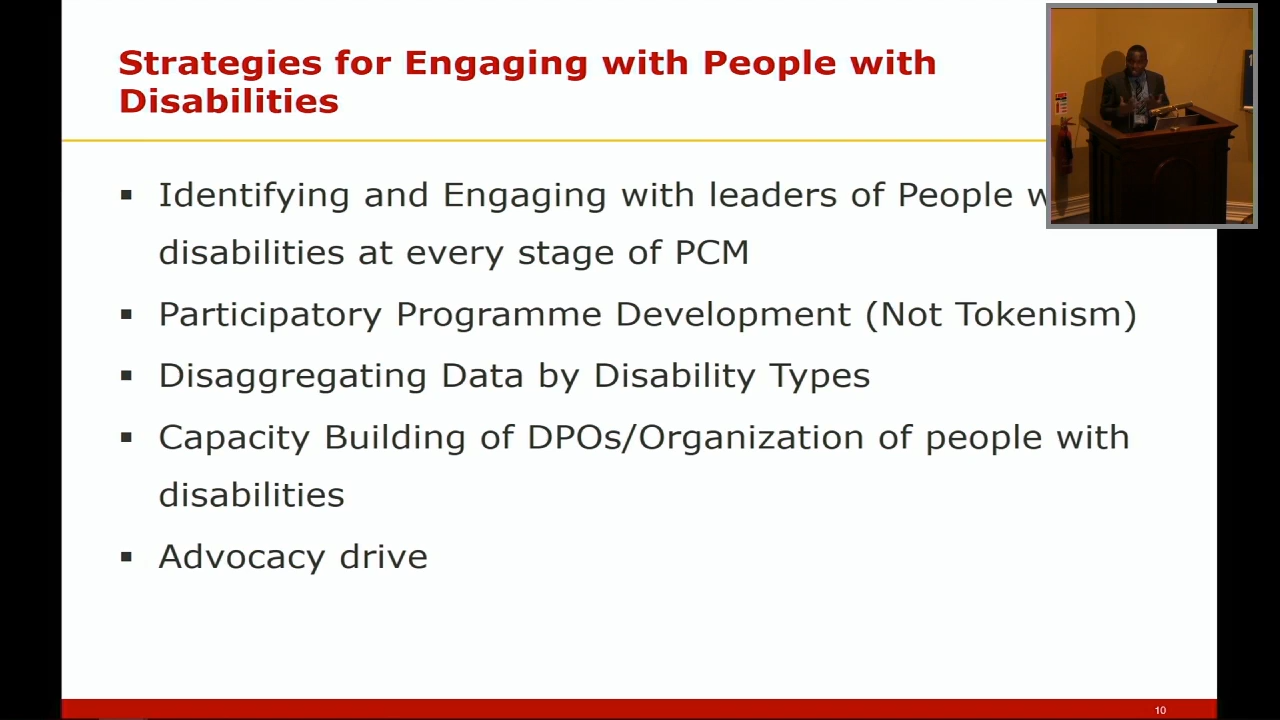 Strategies for Engaging with People with
Disabilities
Identifying and Engaging with leaders of People
disabilities at every stage of PCM
Participatory Programme Development (Not Tokenism)
Disaggregating Data by Disability Types
Capacity Building of DPOs/Organization of people with
disabilities
Advocacy drive
10